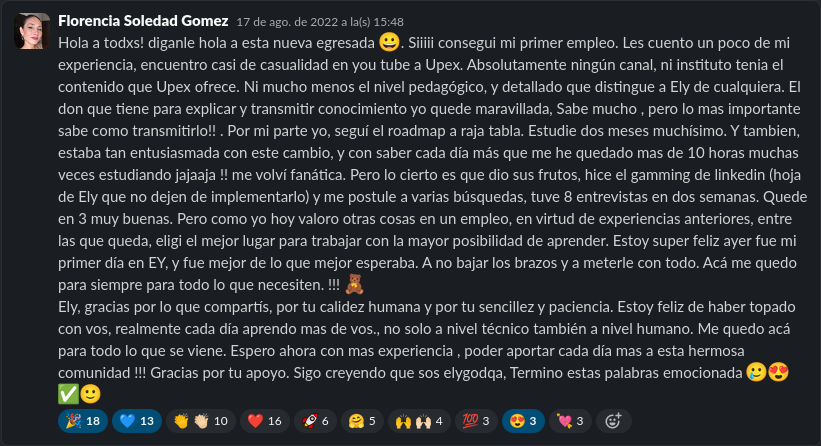 Florencia Soledad Gomez 17 de ago. de 2022 a la(s) 15:48
Hola a todxs! diganle hola a esta nueva egresada 😀. Siiiii consegui mi primer empleo. Les cuento un poco de mi
experiencia, encuentro casi de casualidad en you tube a Upex. Absolutamente ningún canal, ni instituto tenia el
contenido que Upex ofrece. Ni mucho menos el nivel pedagógico, y detallado que distingue a Ely de cualquiera. El
don que tiene para explicar y transmitir conocimiento yo quede maravillada, Sabe mucho , pero lo mas importante
sabe como transmitirlo!! . Por mi parte yo, seguí el roadmap a raja tabla. Estudie dos meses muchísimo. Y tambien,
estaba tan entusiasmada con este cambio, y con saber cada día más que me he quedado mas de 10 horas muchas
veces estudiando jajaaja !! me volví fanática. Pero lo cierto es que dio sus frutos, hice el gamming de linkedin (hoja
de Ely que no dejen de implementarlo) y me postule a varias búsquedas, tuve 8 entrevistas en dos semanas. Quede
en 3 muy buenas. Pero como yo hoy valoro otras cosas en un empleo, en virtud de experiencias anteriores, entre
las que queda, eligi el mejor lugar para trabajar con la mayor posibilidad de aprender. Estoy super feliz ayer fue mi
primer día en EY, y fue mejor de lo que mejor esperaba. A no bajar los brazos y a meterle con todo. Acá me quedo
para siempre para todo lo que necesiten. !!! 🧸
Ely, gracias por lo que compartís, por tu calidez humana y por tu sencillez y paciencia. Estoy feliz de haber topado
con vos, realmente cada día aprendo mas de vos., no solo a nivel técnico también a nivel humano. Me quedo acá
para todo lo que se viene. Espero ahora con mas experiencia , poder aportar cada día mas a esta hermosa
comunidad !!! Gracias por tu apoyo. Sigo creyendo que sos elygodqa, Termino estas palabras emocionada 🥲😍
✅🙂
🎉 18 💙 13 👏 👏🏻 10 ❤️ 16 🚀 6 🤗 5 🙌 🙌🏻 4 💯 3 😍 3 💘 3